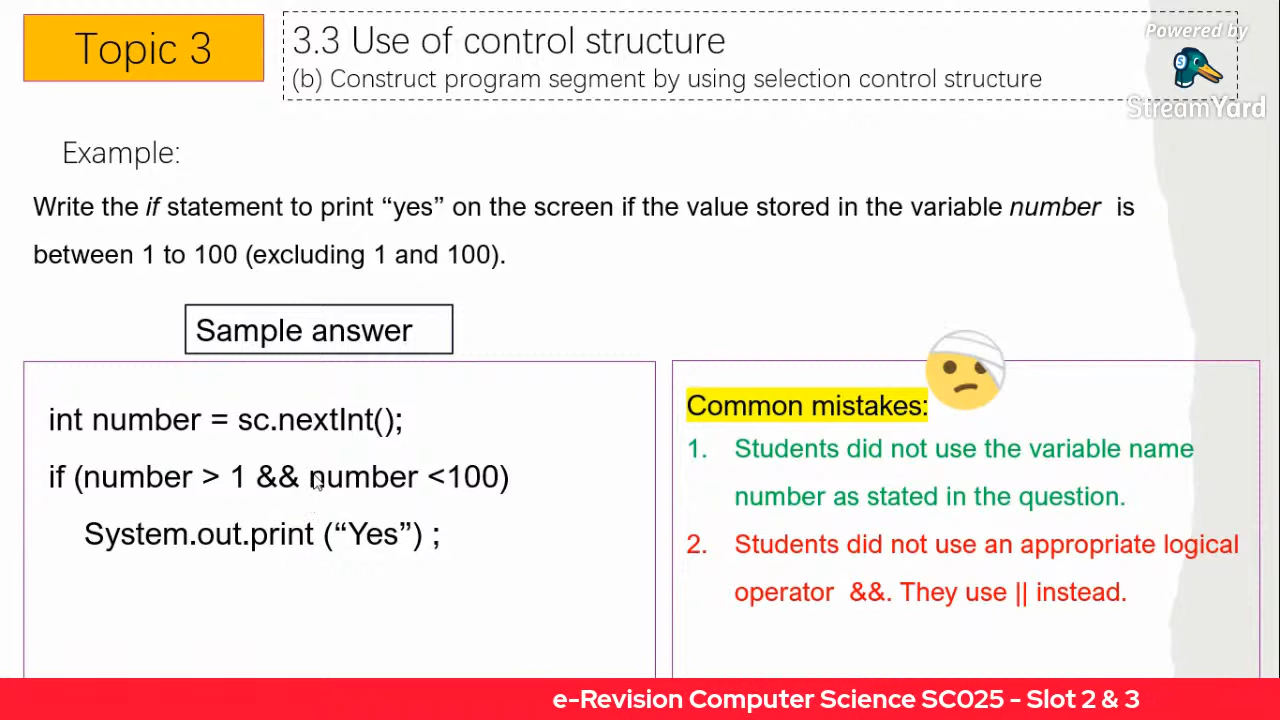 Topic 3
3.3 Use of control structure
(b) Construct program segment by using selection control structure
Powered by
StreamYard
Example:
Write the if statement to print “yes” on the screen if the value stored in the variable number is
between 1 to 100 (excluding 1 and 100).
Sample answer
int number = sc.nextInt();
if (number > 1 && number <100)
System.out.print (“Yes”) ;
Common mistakes:
1. Students did not use the variable name
number as stated in the question.
2. Students did not use an appropriate logical
operator &&. They use || instead.
e-Revision Computer Science SC025 - Slot 2 & 3